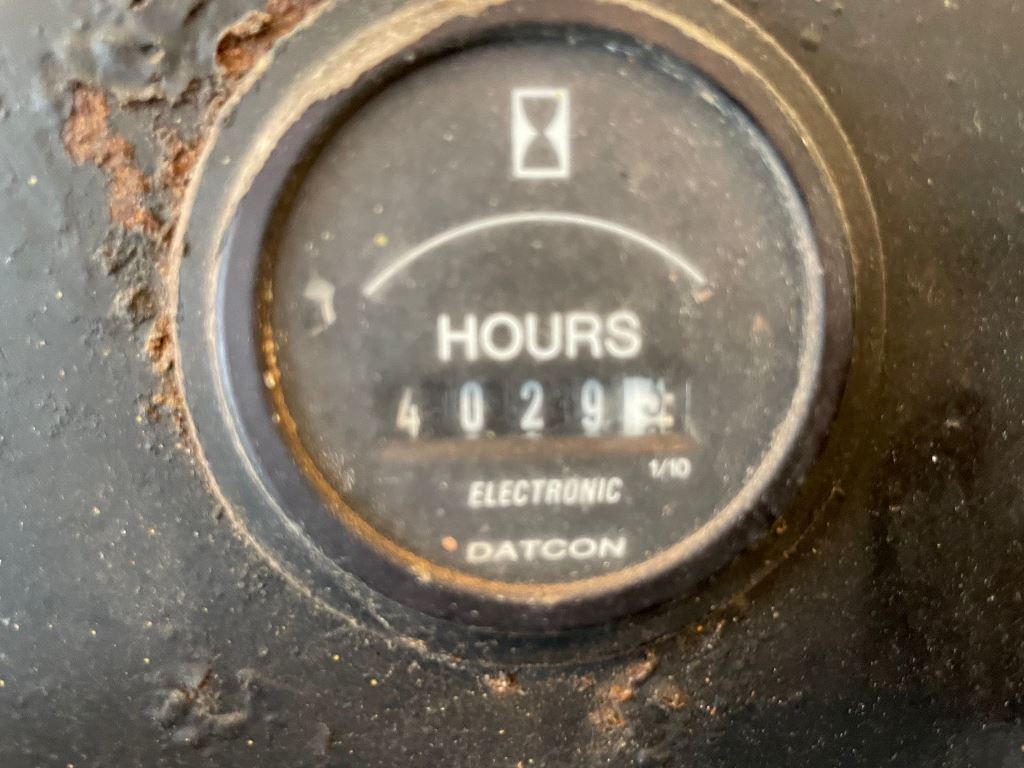 HOURS
4029
1/10
ELECTRONIC
DATCON